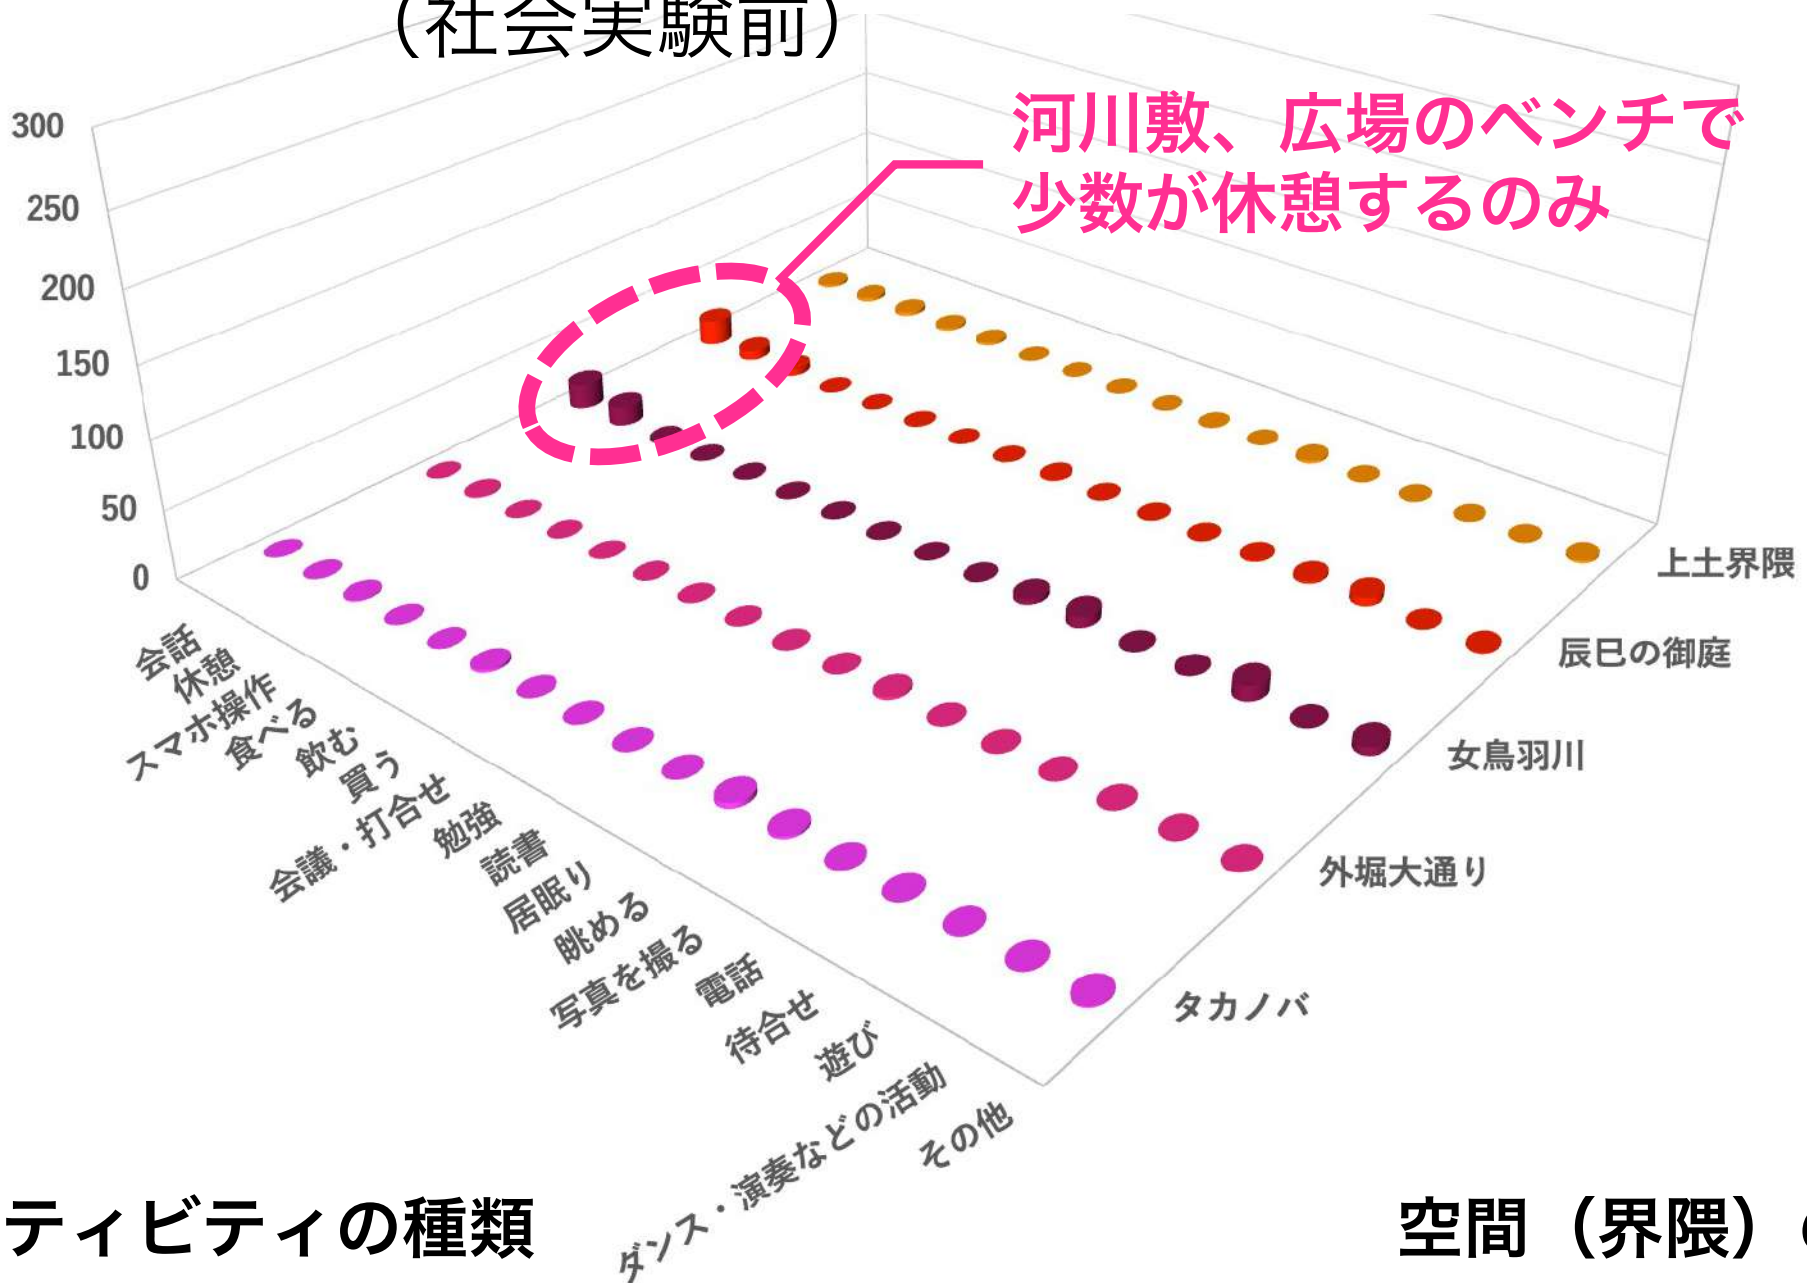 （社会実験前）
河川敷、広場のベンチで
少数が休憩するのみ
300
250
200
150
100
50
0
会話
休憩
スマホ操作
食べる
飲む
買う
会議・打合せ
勉強
読書
居眠り
眺める
写真を撮る
電話
待合せ
遊び
ダンス・演奏などの活動
その他
上土界隈
辰巳の御庭
女鳥羽川
外堀大通り
タカノバ
ティビティの種類
空間（界隈）